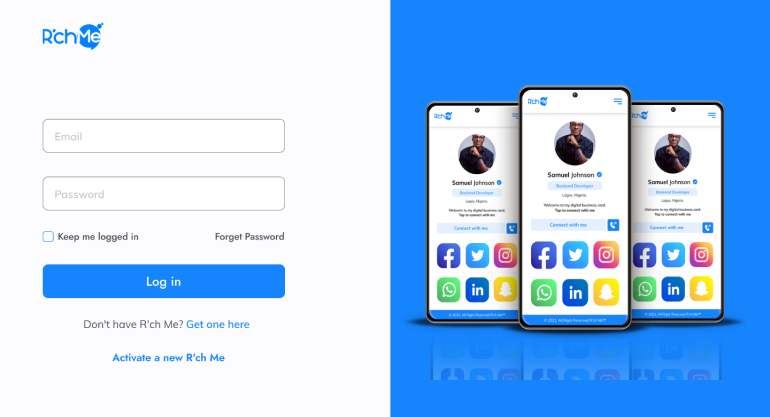 R'chMe
Email
Password
Keep me logged in
Forget Password
Log in
Don't have R'ch Me? Get one here
Activate a new R'ch Me
R'ch Me
Samuel Johnson
Backend Developer
Lagos, Nigeria.
Welcome to my digital business card.
Tap to connect with me
Connect with me
© 2021, All Right Reserved R'ch Me™
R'ch Me
Samuel Johnson
Backend Developer
Lagos, Nigeria.
Welcome to my digital business card.
Tap to connect with me
Connect with me
in
© 2021, All Right Reserved R'ch Me™
R'ch Me
Samuel Johnson
Backend Developer
Lagos, Nigeria.
Welcome to my digital business card.
Tap to connect with me
Connect with me
in
© 2021, All Right Reserved R'ch Me™